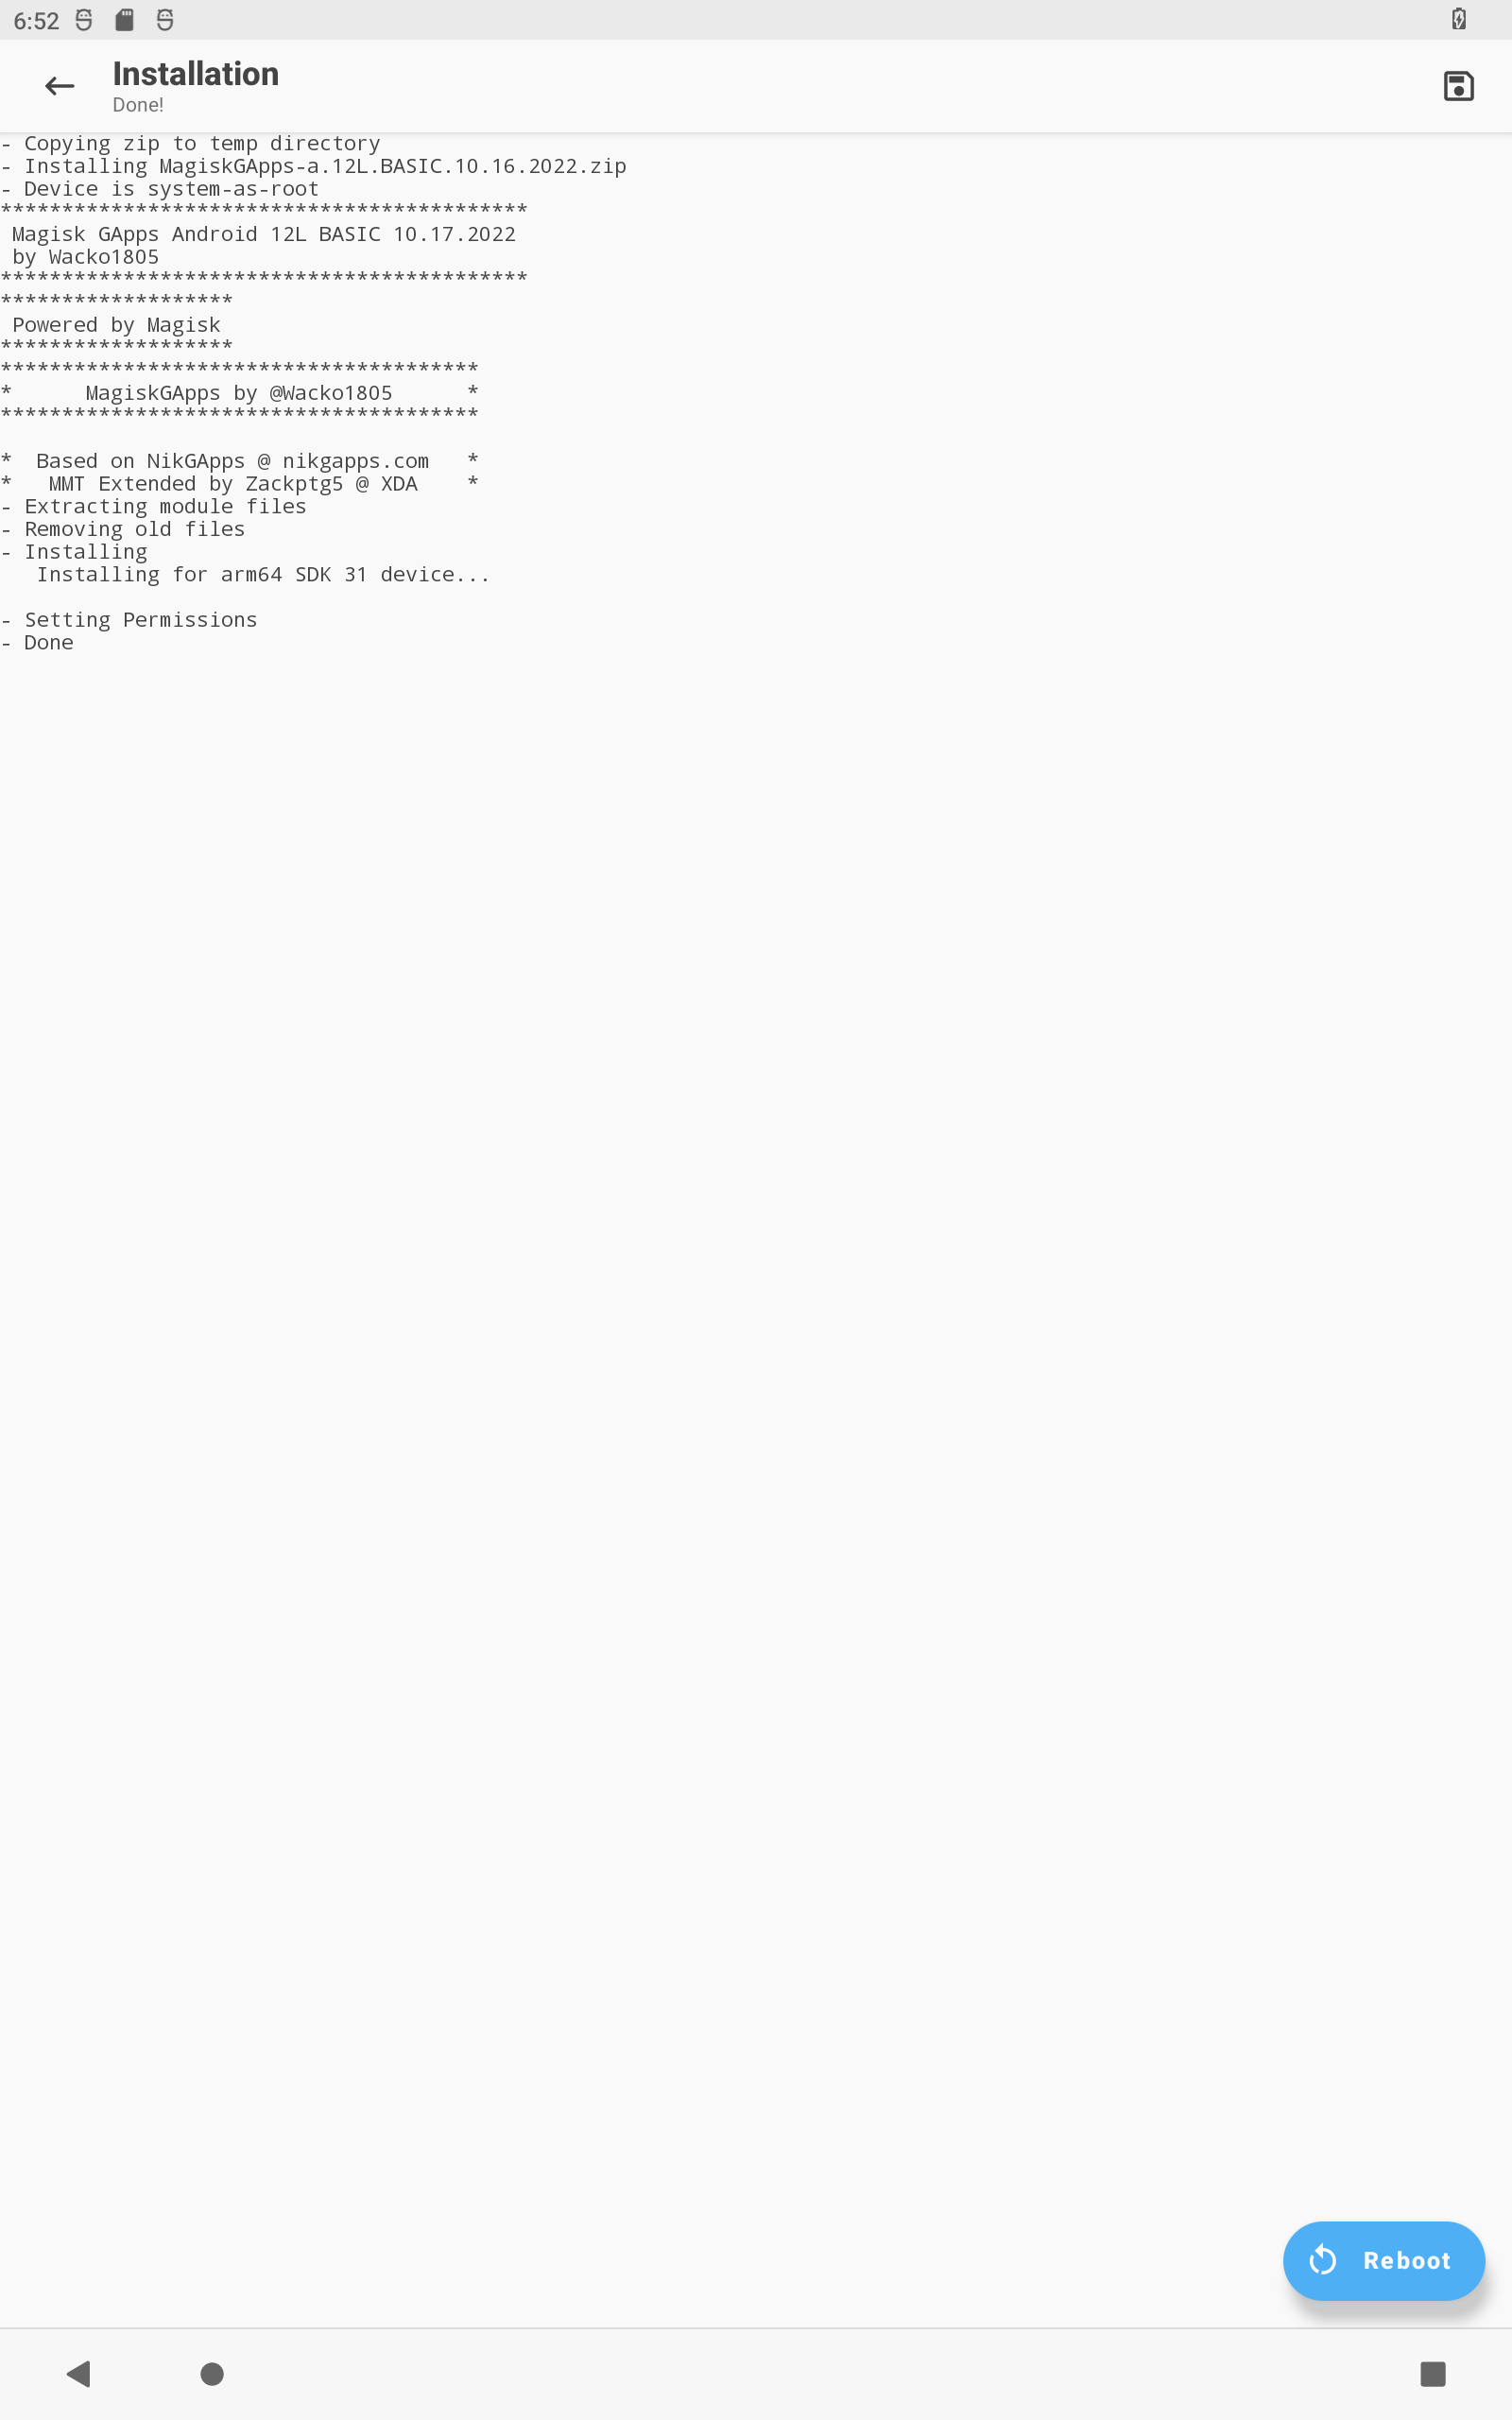 6:52
Installation
Done!
- Copying zip to temp directory
- Installing MagiskGApps-a.12L.BASIC.10.16.2022.zip
- Device is system-as-root
*******************************************
 Magisk GApps Android 12L BASIC 10.17.2022
 by Wacko1805
*******************************************
*******************
 Powered by Magisk
*******************
***************************************
*      MagiskGApps by @Wacko1805      *
***************************************
*  Based on NikGApps @ nikgapps.com   *
*   MMT Extended by Zackptg5 @ XDA    *
- Extracting module files
- Removing old files
- Installing
   Installing for arm64 SDK 31 device...
- Setting Permissions
- Done
Reboot